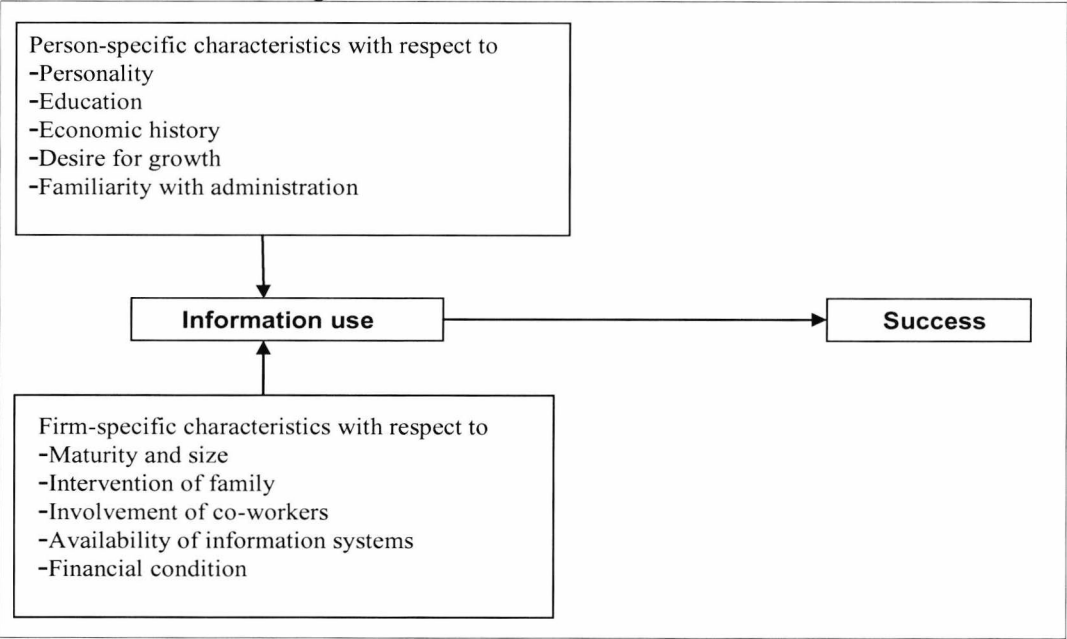 Person-specific characteristics with respect to
-Personality
-Education
-Economic history
-Desire for growth
-Familiarity with administration
Information use
Success
Firm-specific characteristics with respect to
-Maturity and size
-Intervention of family
-Involvement of co-workers
-Availability of information systems
-Financial condition